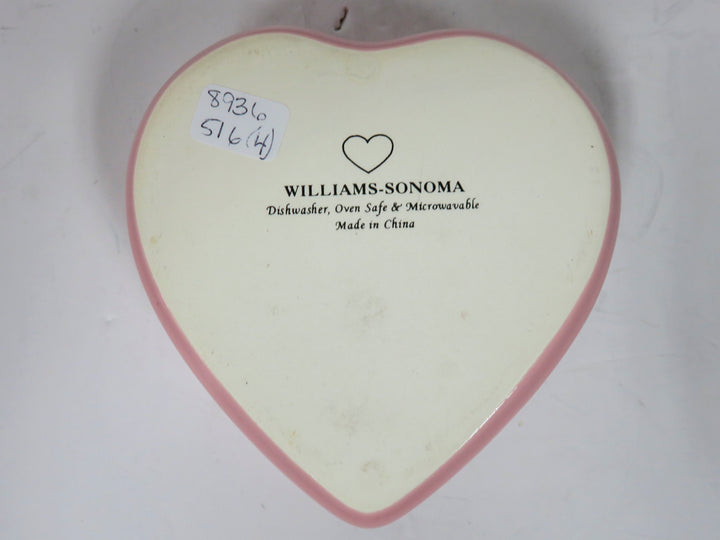 8936
516 (4)
WILLIAMS-SONOMA
Dishwasher, Oven Safe & Microwavable
Made in China